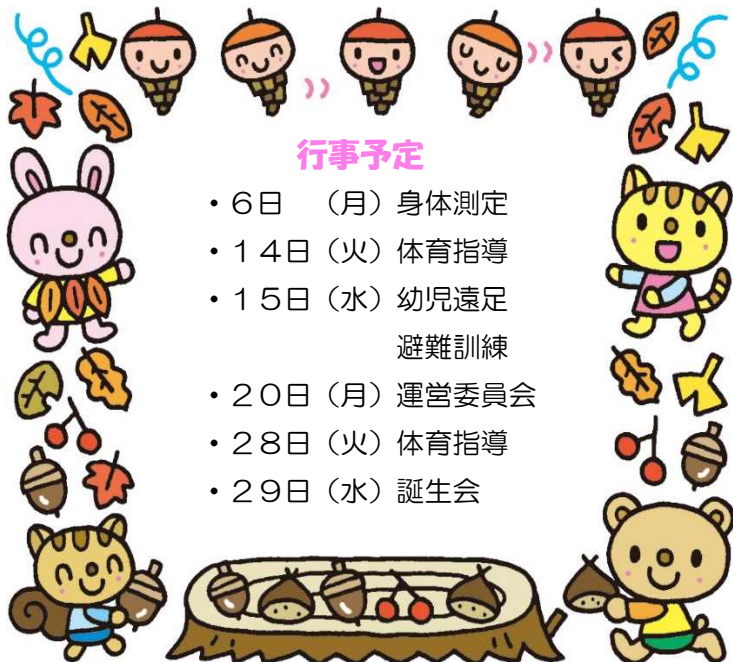 行事予定
・６日　（月）身体測定
・１４日（火）体育指導
・１５日（水）幼児遠足
避難訓練
・２０日（月）運営委員会
・２８日（火）体育指導
・２９日（水）誕生会